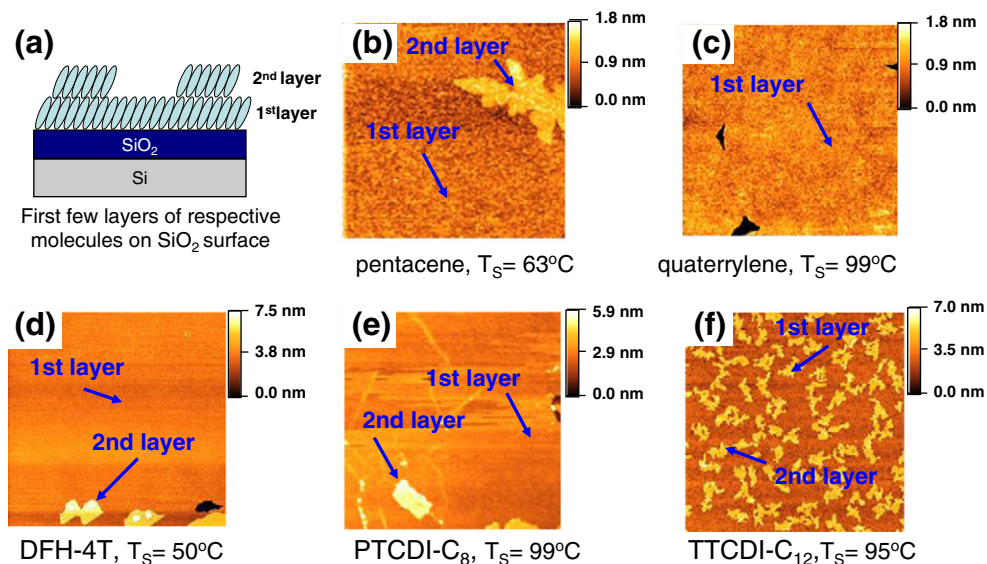 (a)
2nd layer
1st layer
SiO2
Si
First few layers of respective
molecules on SiO2 surface
(b)
2nd layer
1st layer
1.8 nm
0.9 nm
0.0 nm
pentacene, TS= 63ºC
(c)
1st layer
1.8 nm
0.9 nm
0.0 nm
quaterrylene, TS= 99ºC
(d)
1st layer
2nd layer
7.5 nm
3.8 nm
0.0 nm
DFH-4T, TS= 50ºC
(e)
1st layer
2nd layer
5.9 nm
2.9 nm
0.0 nm
PTCDI-C8, TS= 99ºC
(f)
1st layer
2nd layer
7.0 nm
3.5 nm
0.0 nm
TTCDI-C12,TS= 95ºC